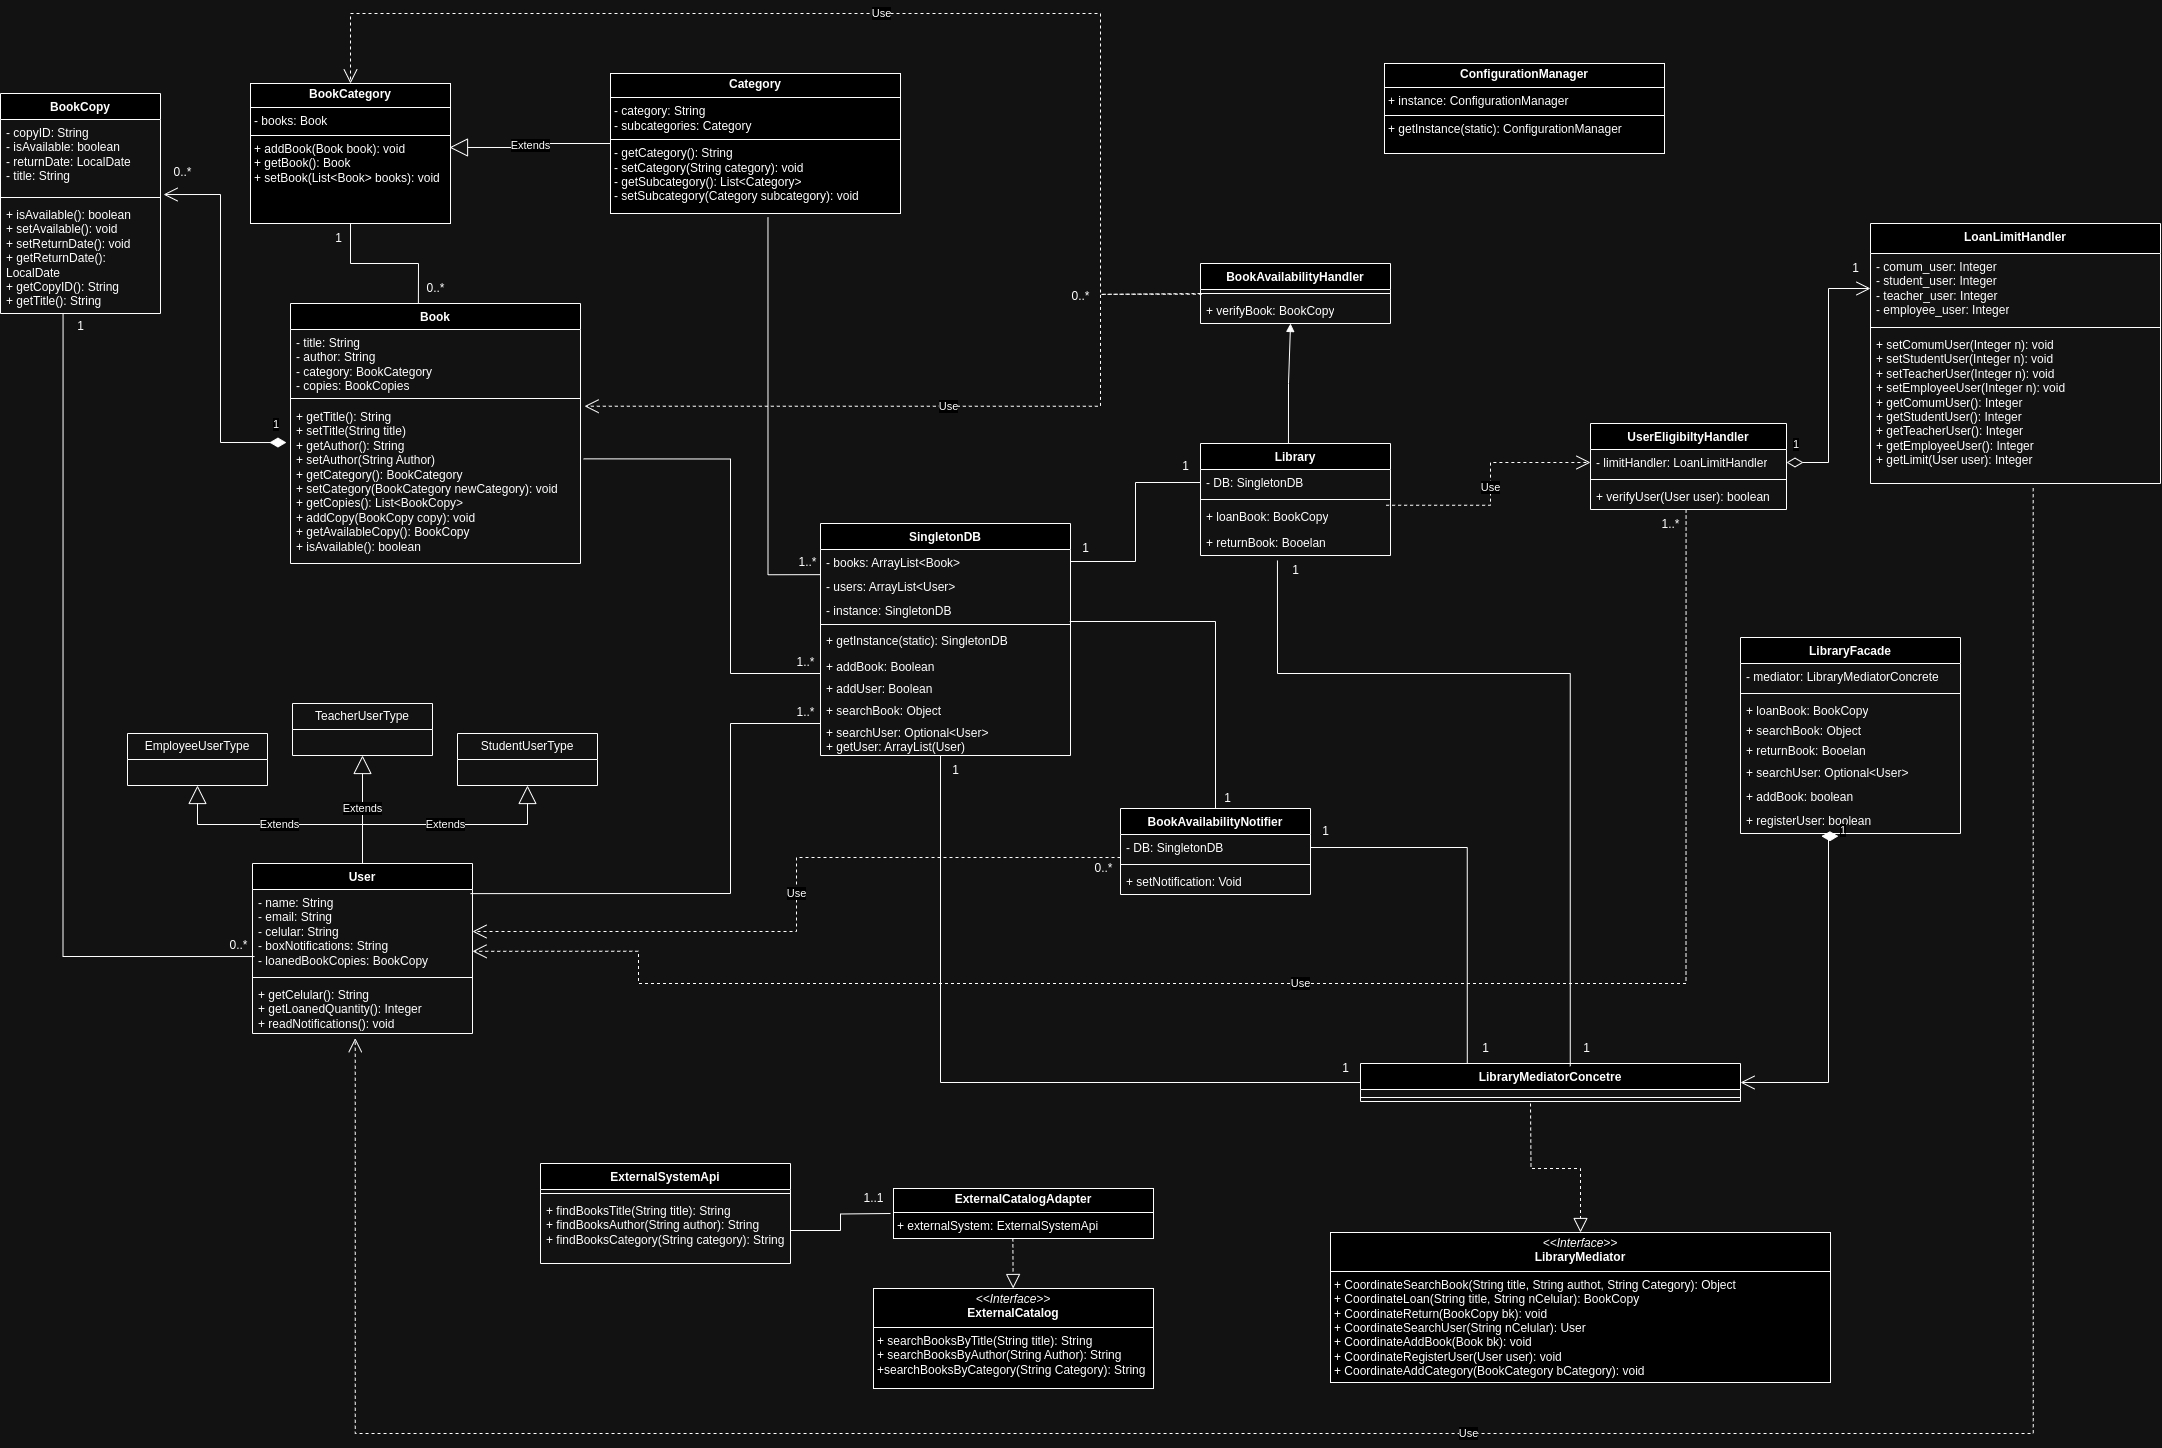 Use
BookCopy
- copyID: String
- isAvailable: boolean
- returnDate: LocalDate
- title: String
+ isAvailable(): boolean
+ setAvailable(): void
+ setReturnDate(): void
+ getReturnDate():
LocalDate
+ getCopyID(): String
+ getTitle(): String
0..*
1
BookCategory
- books: Book
+ addBook(Book book): void
+ getBook(): Book
+ setBook(List<Book> books): void
1
0..*
Extends
Category
- category: String
- subcategories: Category
- getCategory(): String
- setCategory(String category): void
- getSubcategory(): List<Category>
- setSubcategory(Category subcategory): void
ConfigurationManager
+ instance: ConfigurationManager
+ getInstance(static): ConfigurationManager
Book
- title: String
- author: String
- category: BookCategory
- copies: BookCopies
+ getTitle(): String
+ setTitle(String title)
+ getAuthor(): String
+ setAuthor(String Author)
+ getCategory(): BookCategory
+ setCategory(BookCategory newCategory): void
+ getCopies(): List<BookCopy>
+ addCopy(BookCopy copy): void
+ getAvailableCopy(): BookCopy
+ isAvailable(): boolean
1
Use
0..*
BookAvailabilityHandler
+ verifyBook: BookCopy
LoanLimitHandler
- comum_user: Integer
- student_user: Integer
- teacher_user: Integer
- employee_user: Integer
+ setComumUser(Integer n): void
+ setStudentUser(Integer n): void
+ setTeacherUser(Integer n): void
+ setEmployeeUser(Integer n): void
+ getComumUser(): Integer
+ getStudentUser(): Integer
+ getTeacherUser(): Integer
+ getEmployeeUser(): Integer
+ getLimit(User user): Integer
1
Library
- DB: SingletonDB
+ loanBook: BookCopy
+ returnBook: Booelan
1
1
Use
UserEligibiltyHandler
- limitHandler: LoanLimitHandler
+ verifyUser(User user): boolean
1
1..*
SingletonDB
- books: ArrayList<Book>
- users: ArrayList<User>
- instance: SingletonDB
+ getInstance(static): SingletonDB
+ addBook: Boolean
+ addUser: Boolean
+ searchBook: Object
+ searchUser: Optional<User>
+ getUser: ArrayList(User)
1
1..*
1..*
1..*
1
LibraryFacade
- mediator: LibraryMediatorConcrete
+ loanBook: BookCopy
+ searchBook: Object
+ returnBook: Booelan
+ searchUser: Optional<User>
+ addBook: boolean
+ registerUser: boolean
1
TeacherUserType
EmployeeUserType
StudentUserType
Extends
Extends
Extends
User
- name: String
- email: String
- celular: String
- boxNotifications: String
- loanedBookCopies: BookCopy
+ getCelular(): String
+ getLoanedQuantity(): Integer
+ readNotifications(): void
0..*
Use
BookAvailabilityNotifier
- DB: SingletonDB
+ setNotification: Void
1
1
0..*
Use
1
1
1
LibraryMediatorConcetre
ExternalSystemApi
+ findBooksTitle(String title): String
+ findBooksAuthor(String author): String
+ findBooksCategory(String category): String
1..1
ExternalCatalogAdapter
+ externalSystem: ExternalSystemApi
<<Interface>>
ExternalCatalog
+ searchBooksByTitle(String title): String
+ searchBooksByAuthor(String Author): String
+searchBooksByCategory(String Category): String
<<Interface>>
LibraryMediator
+ CoordinateSearchBook(String title, String authot, String Category): Object
+ CoordinateLoan(String title, String nCelular): BookCopy
+ CoordinateReturn(BookCopy bk): void
+ CoordinateSearchUser(String nCelular): User
+ CoordinateAddBook(Book bk): void
+ CoordinateRegisterUser(User user): void
+ CoordinateAddCategory(BookCategory bCategory): void
Use